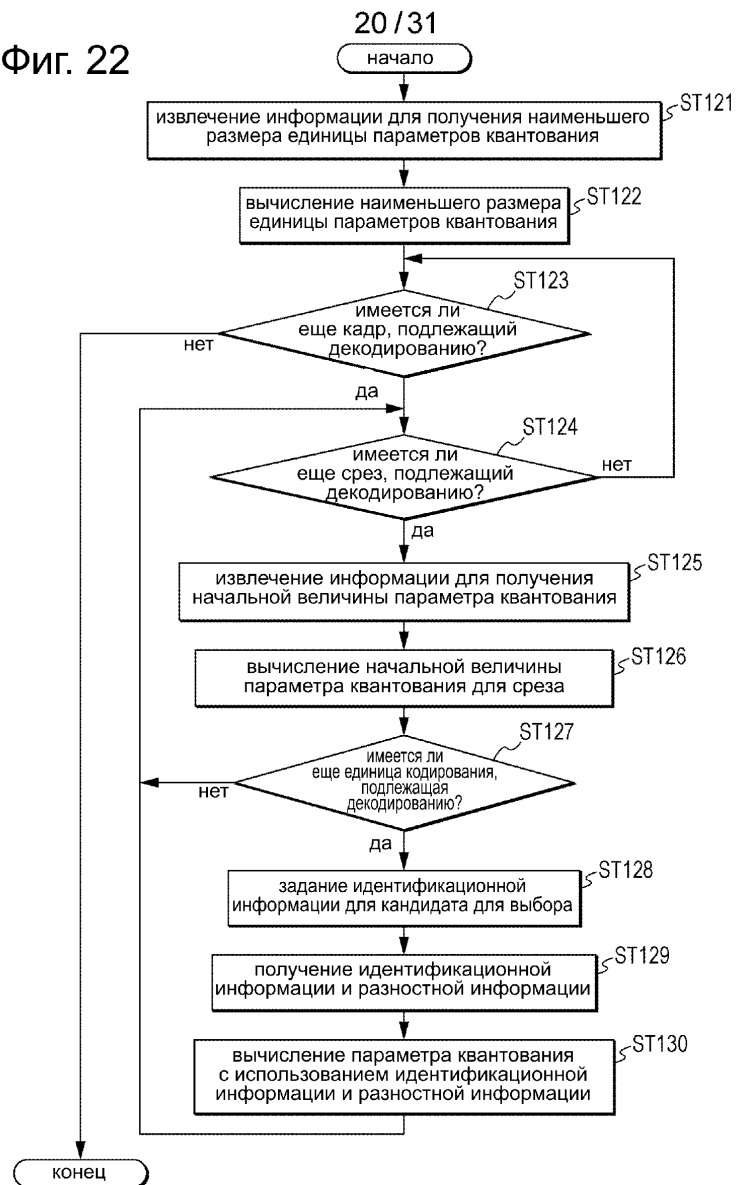 20 / 31
Фиг. 22
начало
ST121
извлечение информации для получения наименьшего
размера единицы параметров квантования
ST122
вычисление наименьшего размера
единицы параметров квантования
ST123
имеется ли
еще кадр, подлежащий
декодированию?
нет
да
ST124
имеется ли
еще срез, подлежащий
декодированию?
нет
да
ST125
извлечение информации для получения
начальной величины параметра квантования
ST126
вычисление начальной величины
параметра квантования для среза
ST127
имеется ли
еще единица кодирования,
подлежащая
декодированию?
нет
да
ST128
задание идентификационной
информации для кандидата для выбора
ST129
получение идентификационной
информации и разностной информации
ST130
вычисление параметра квантования
с использованием идентификационной
информации и разностной информации
конец